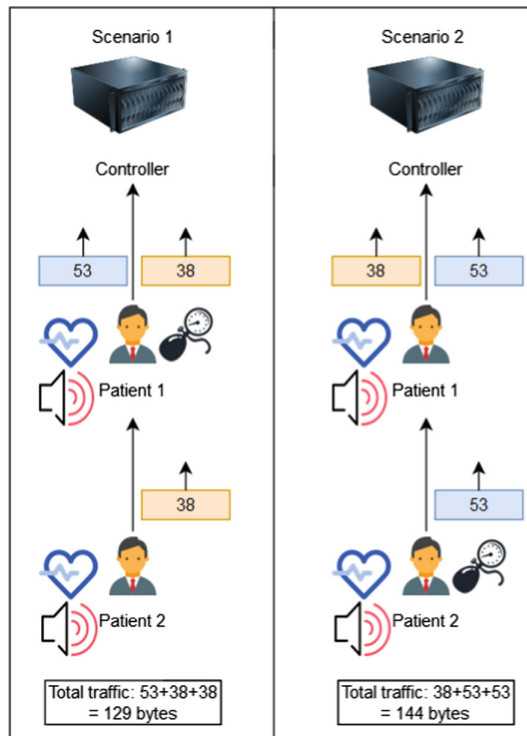 Scenario 1
Controller
53
38
Patient 1
38
Patient 2
Total traffic: 53+38+38
= 129 bytes
Scenario 2
Controller
38
53
Patient 1
53
Patient 2
Total traffic: 38+53+53
= 144 bytes